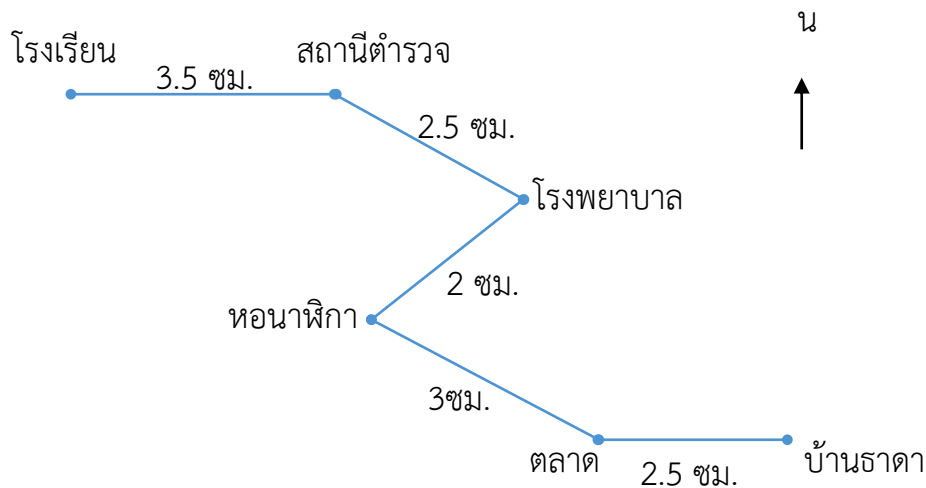 น
โรงเรียน
สถานีตำรวจ
3.5 ซม.
2.5 ซม.
โรงพยาบาล
2 ซม.
หอนาฬิกา
3ซม.
ตลาด
2.5 ซม.
บ้านธาดา